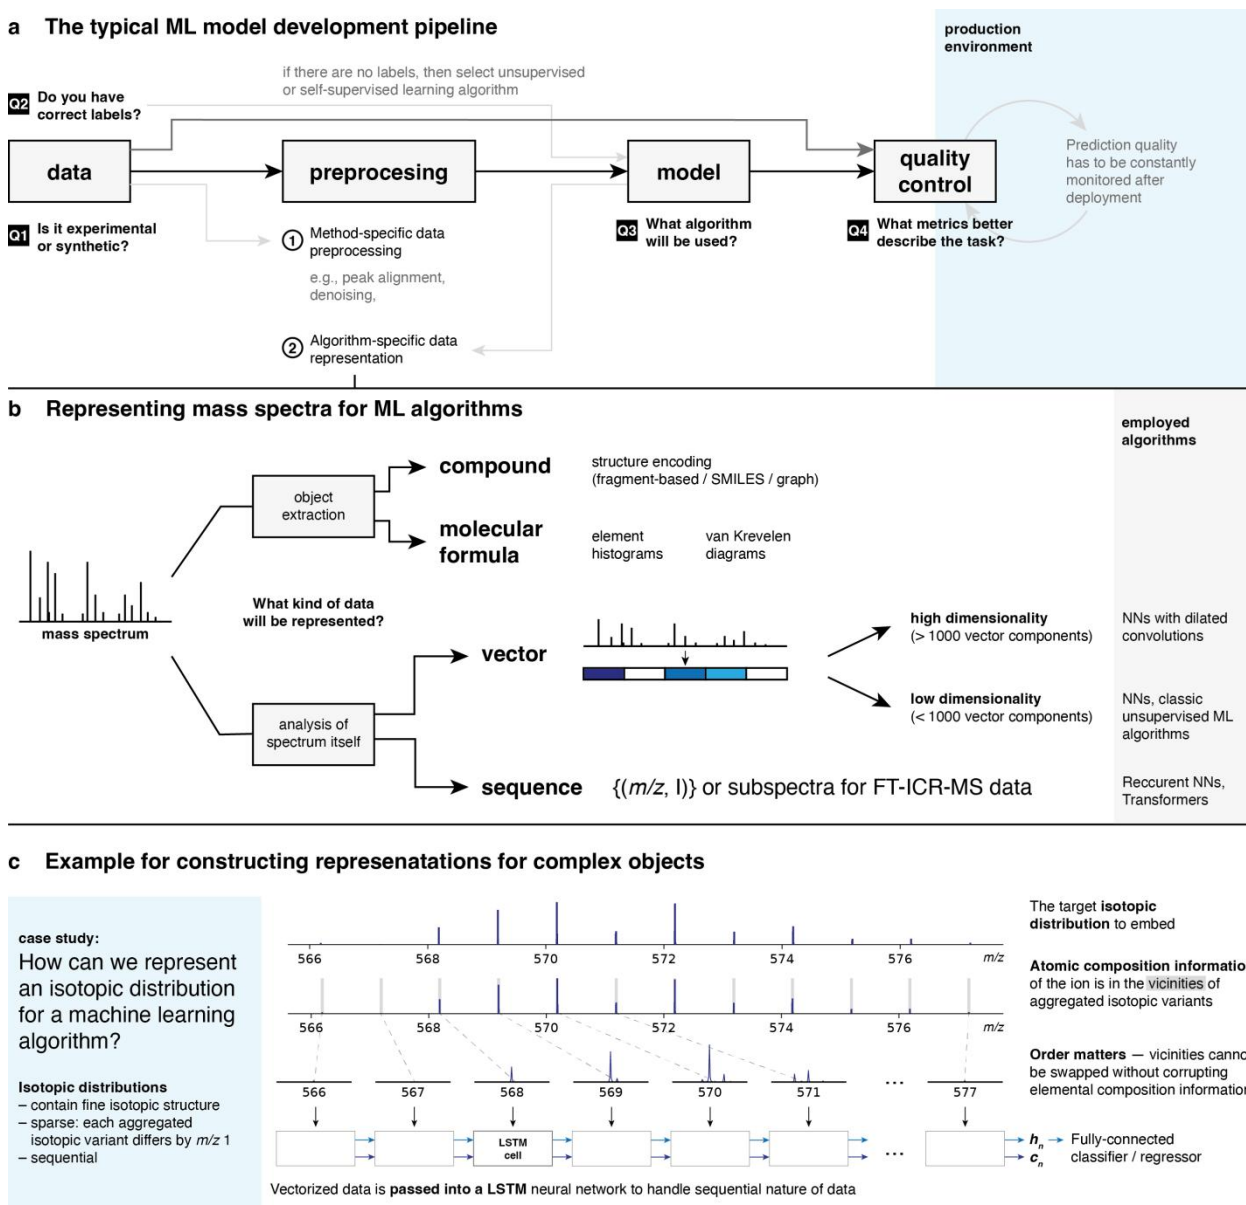 a The typical ML model development pipeline
production
environment
if there are no labels, then select unsupervised
or self-supervised learning algorithm
Q2 Do you have
correct labels?
data
preprocesing
model
quality
control
Prediction quality
has to be constantly
monitored after
deployment
Q1 Is it experimental
or synthetic?
1 Method-specific data
preprocessing
e.g., peak alignment,
denoising,
2 Algorithm-specific data
representation
Q3 What algorithm
will be used?
Q4 What metrics better
describe the task?
b Representing mass spectra for ML algorithms
employed
algorithms
mass spectrum
What kind of data
will be represented?
object
extraction
compound
structure encoding
(fragment-based / SMILES / graph)
molecular
formula
element
histograms
van Krevelen
diagrams
analysis of
spectrum itself
vector
high dimensionality
(> 1000 vector components)
NNs with dilated
convolutions
low dimensionality
(< 1000 vector components)
NNs, classic
unsupervised ML
algorithms
sequence
{(m/z, I)} or subspectra for FT-ICR-MS data
Reccurent NNs,
Transformers
c Example for constructing represenatations for complex objects
case study:
How can we represent
an isotopic distribution
for a machine learning
algorithm?
Isotopic distributions
– contain fine isotopic structure
– sparse: each aggregated
isotopic variant differs by m/z 1
– sequential
566 568 570 572 574 576 m/z
The target isotopic
distribution to embed
566 568 570 572 574 576 m/z
Atomic composition information
of the ion is in the vicinities of
aggregated isotopic variants
566 567 568 569 570 571 ... 577
Order matters — vicinities canno
be swapped without corrupting
elemental composition information
LSTM
cell
...
hn
cn
Fully-connected
classifier / regressor
Vectorized data is passed into a LSTM neural network to handle sequential nature of data